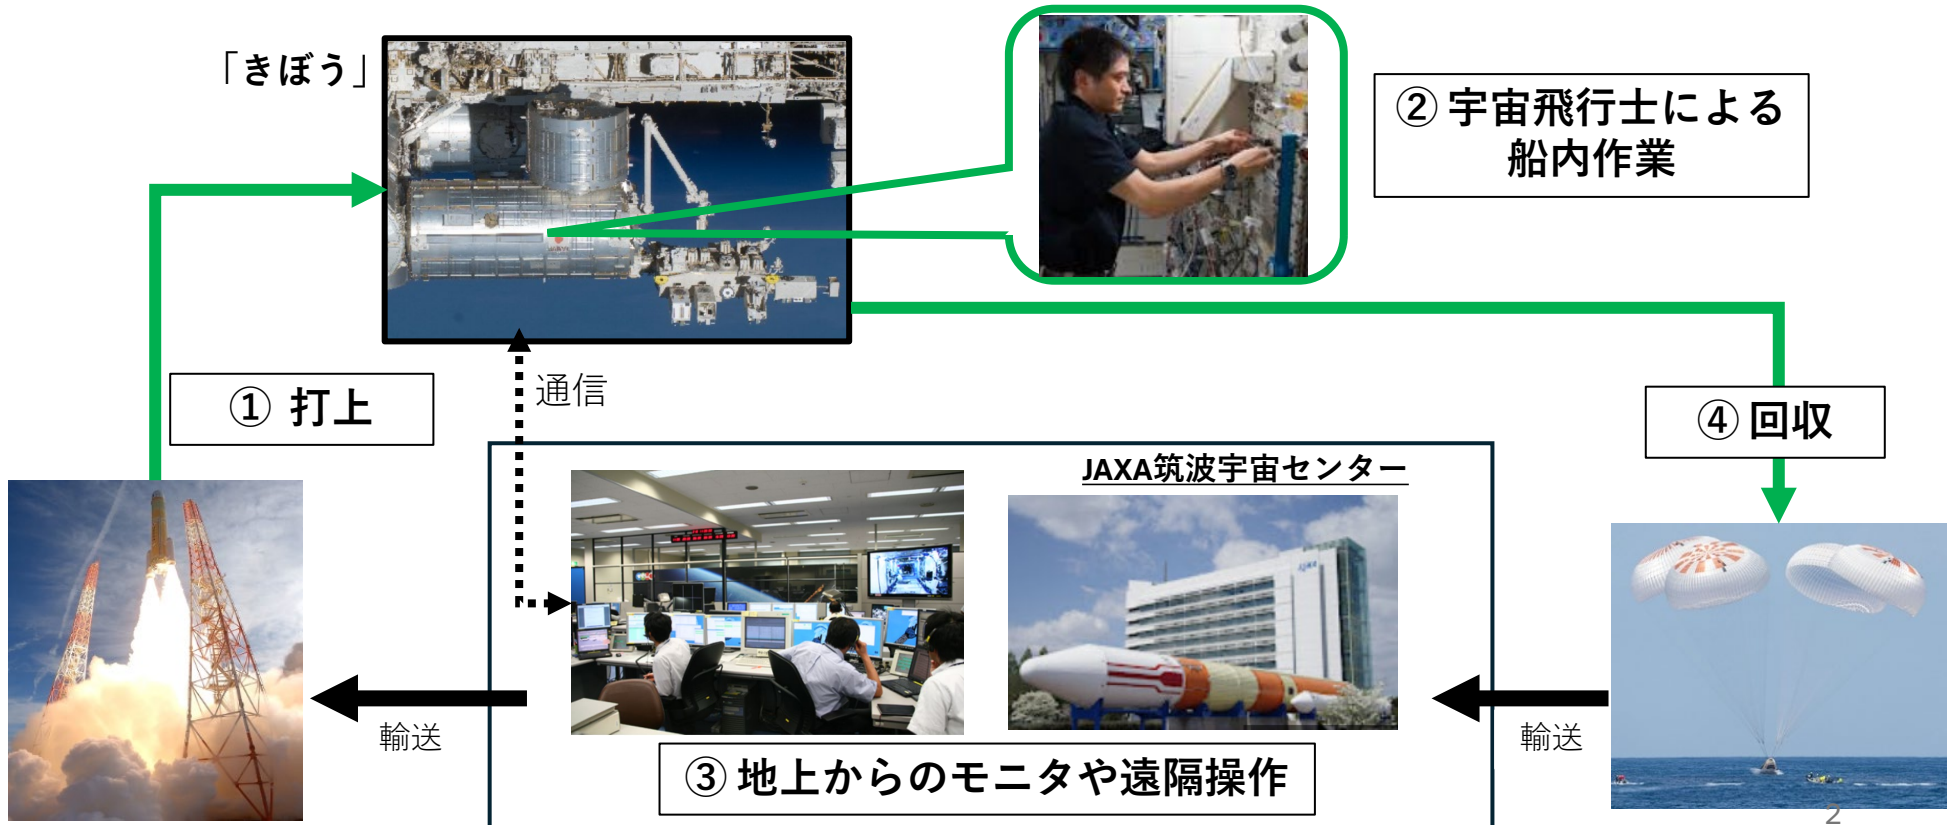 「きぼう」
② 宇宙飛行士による
船内作業
① 打上
通信
④ 回収
JAXA筑波宇宙センター
輸送
輸送
③ 地上からのモニタや遠隔操作
2